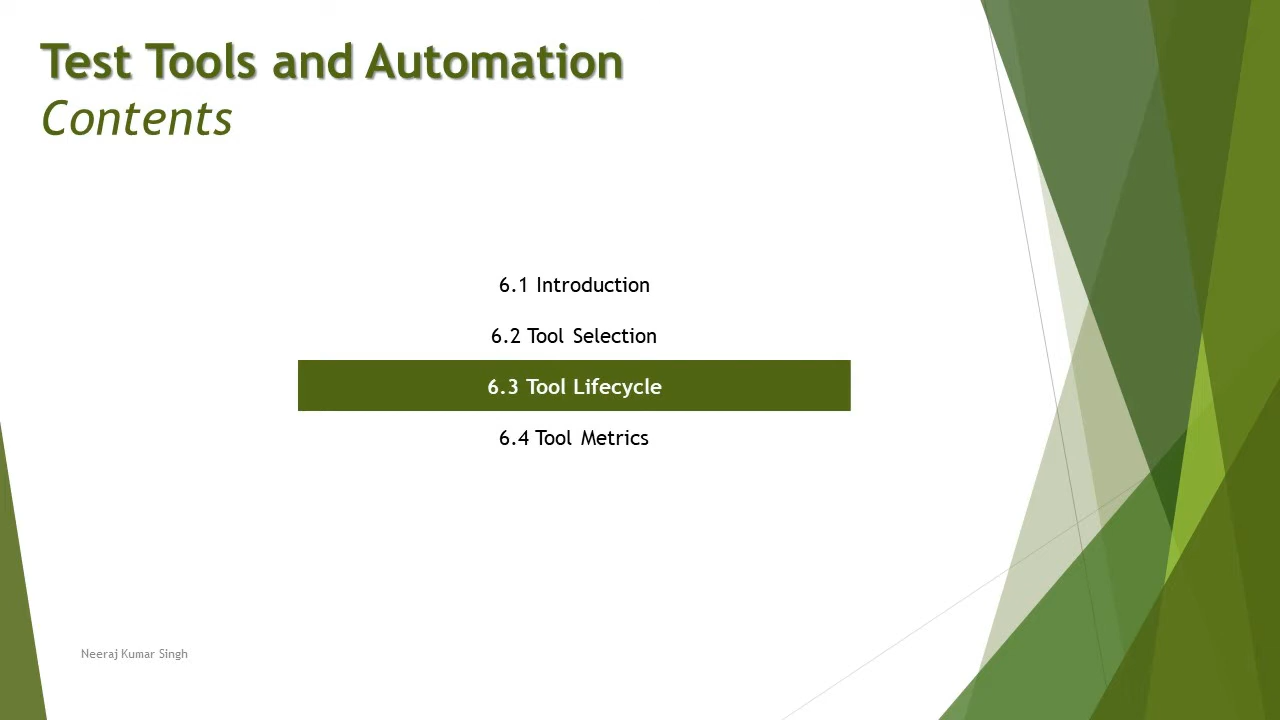 Test Tools and Automation
Contents
6.1 Introduction
6.2 Tool Selection
6.3 Tool Lifecycle
6.4 Tool Metrics
Neeraj Kumar Singh